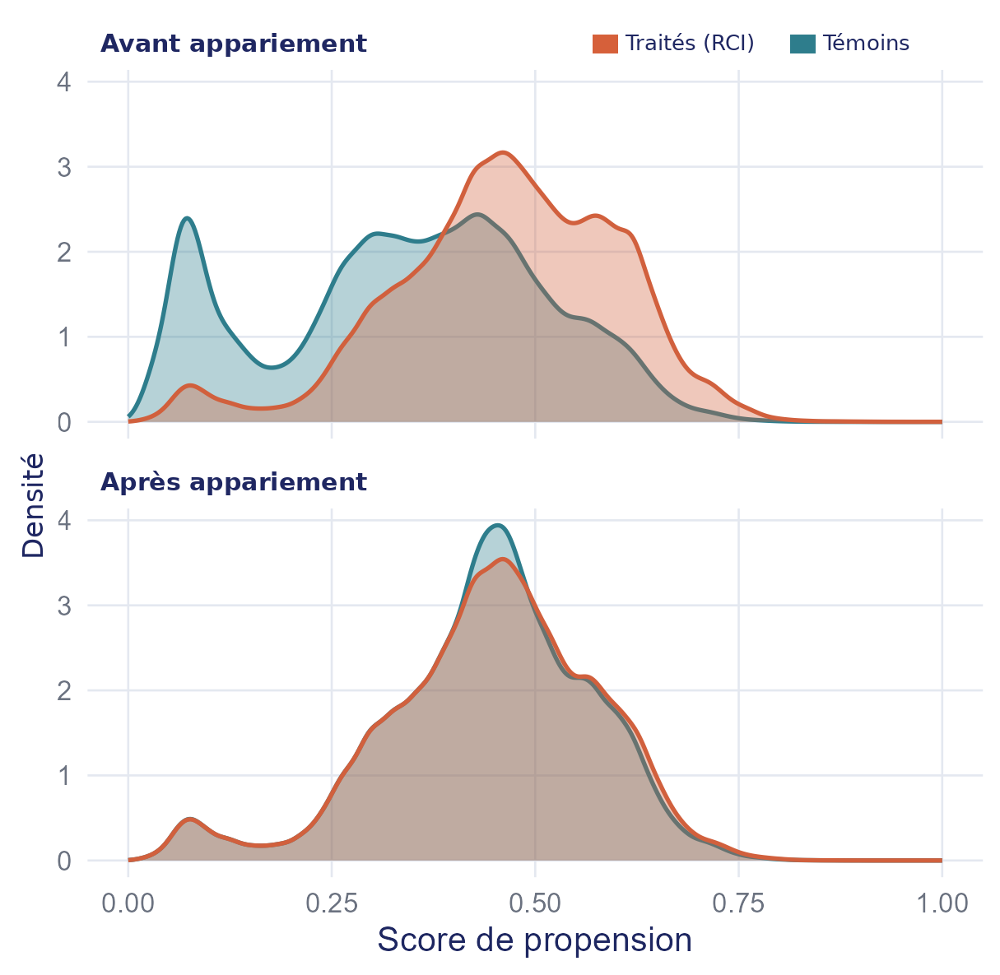 Avant appariement
Traités (RCI)
Témoins
4
3
2
1
0
Densité
Après appariement
4
3
2
1
0
0.00 0.25 0.50 0.75 1.00
Score de propension